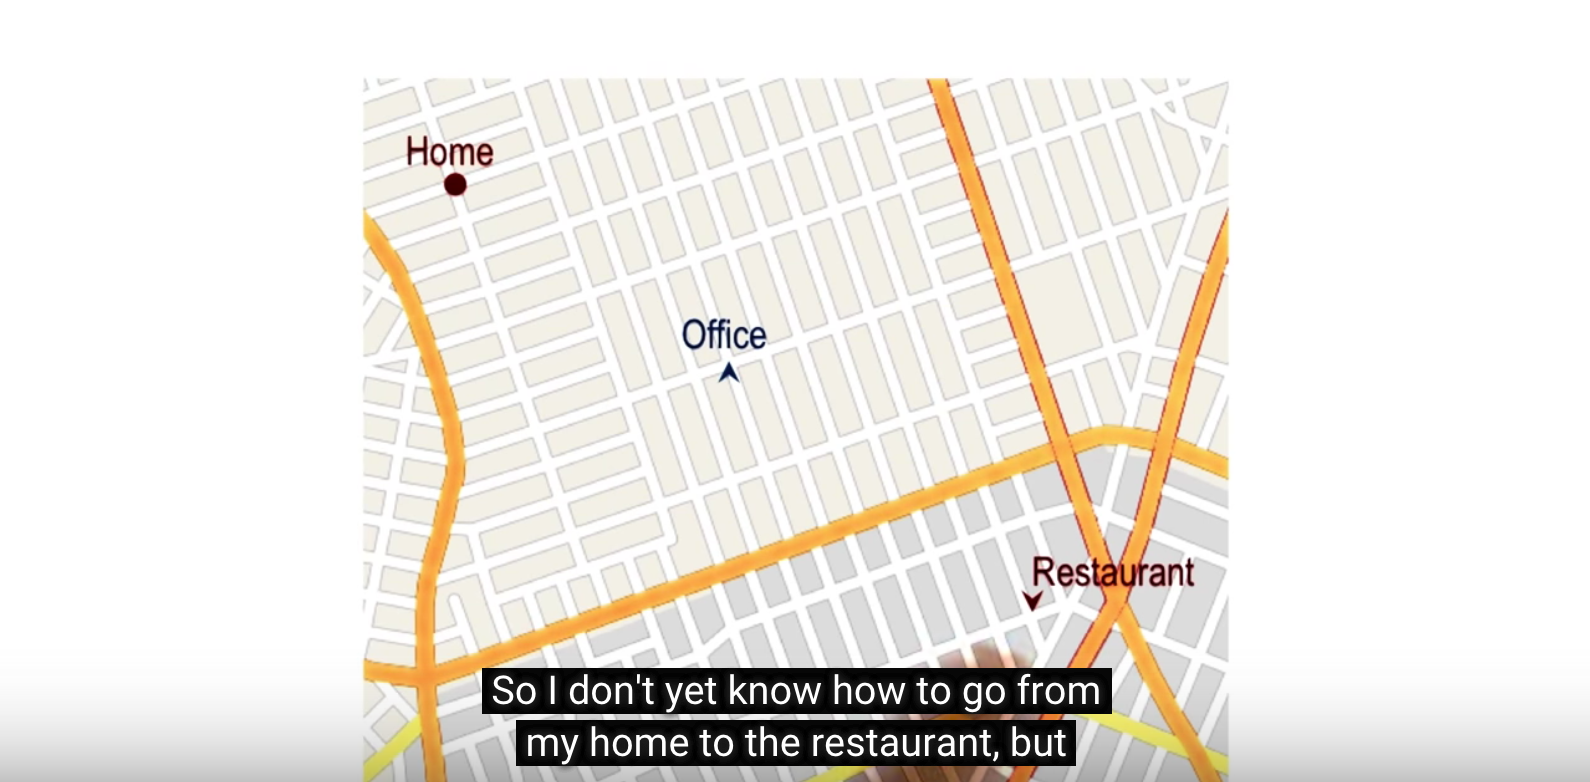 Home
Office
Restaurant
So I don't yet know how to go from
my home to the restaurant, but